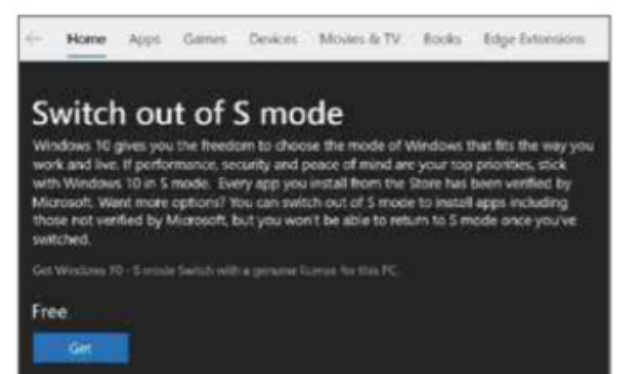 Home Apps Games Devices Movies & TV Books Edge Extensions
Switch out of S mode
Windows 10 gives you the freedom to choose the mode of Windows that fits the way you
work and live. If performance, security and peace of mind are your top priorities, stick
with Windows 10 in S mode. Every app you install from the Store has been verified by
Microsoft. Want more options? You can switch out of S mode to install apps including
those not verified by Microsoft, but you won't be able to return to S mode once you've
switched.
Get Windows 10 - S mode Switch with a genuine license for this PC.
Free
Get